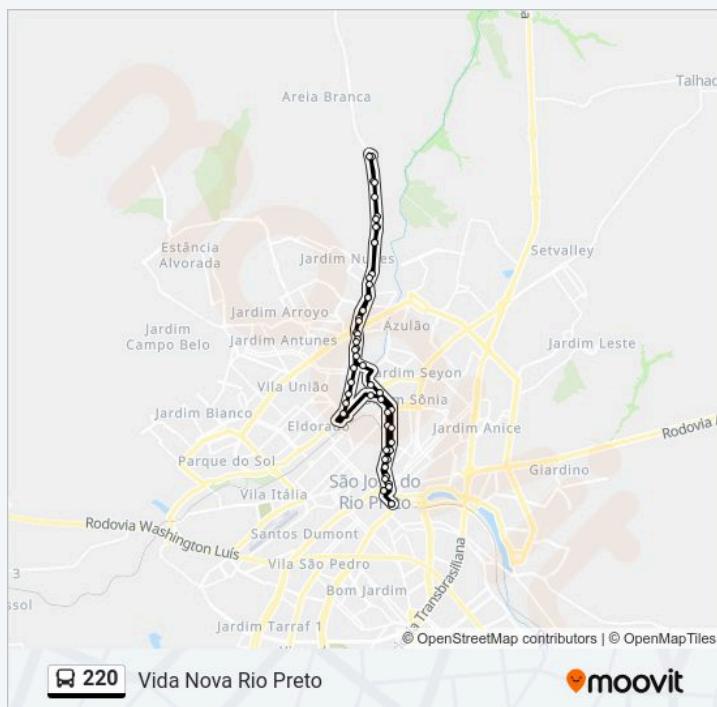 Areia Branca
Talhad
Estância
Alvorada
Setvalley
Jardim Nunes
Jardim Arroyo
Azulão
Jardim
Campo Belo
Jardim Antunes
Jardim Leste
Jardim Seyon
Vila União
Sônia
Jardim Bianco
Eldorado
Jardim Anice
Rodovia
Parque do Sol
Giardino
Vila Itália
São José do
Rio Preto
Rodovia Washington Luís
Santos Dumont
Vila São Pedro
3
ssol
Bom Jardim
Transbrasiliana
Jardim Tarraf 1
© OpenStreetMap contributors | © OpenMapTiles
220 Vida Nova Rio Preto
moovit